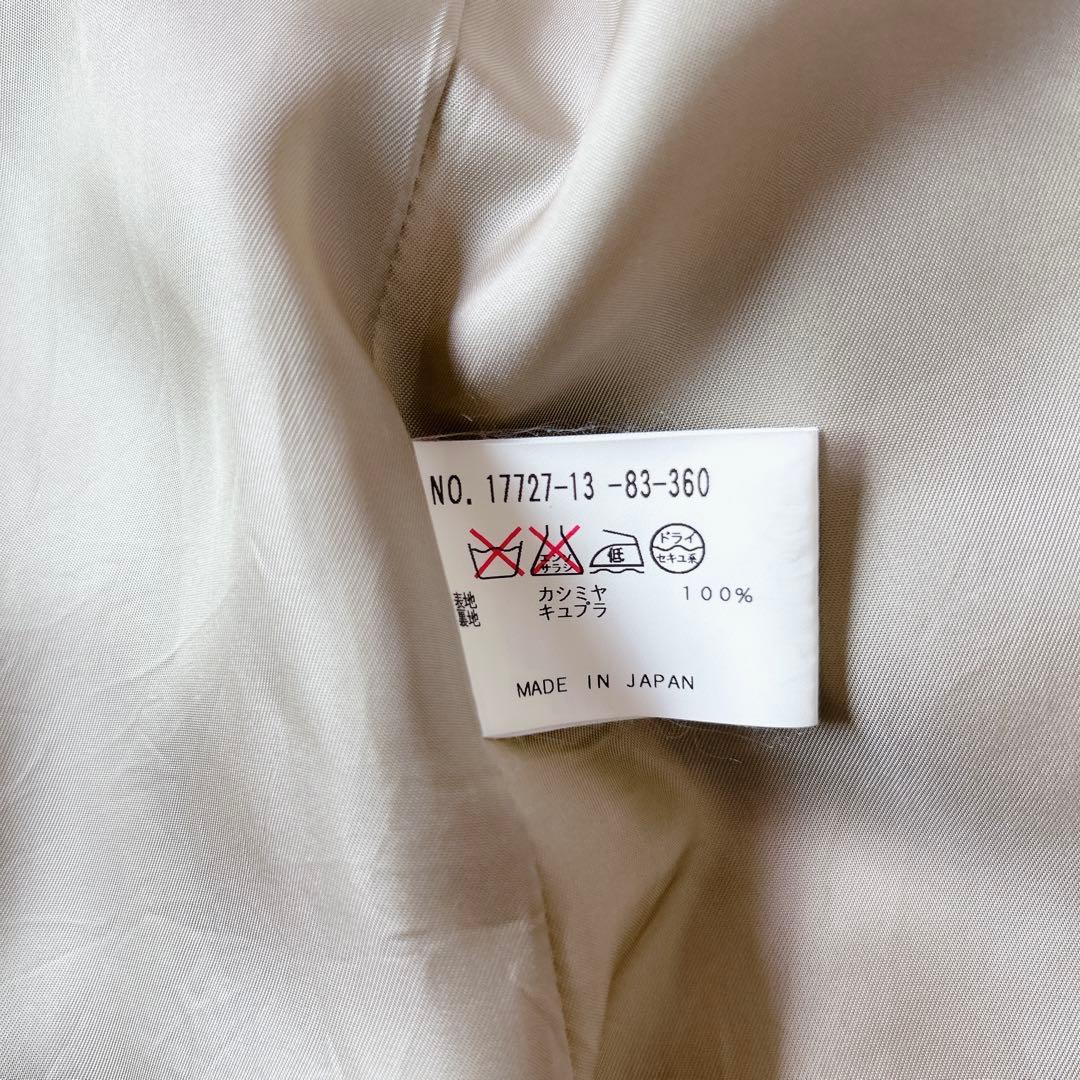 NO. 17727-13 -83-360
エンソ サラシ 低 ドライ セキユ系
表地 カシミヤ 100%
裏地 キユプラ
MADE IN JAPAN